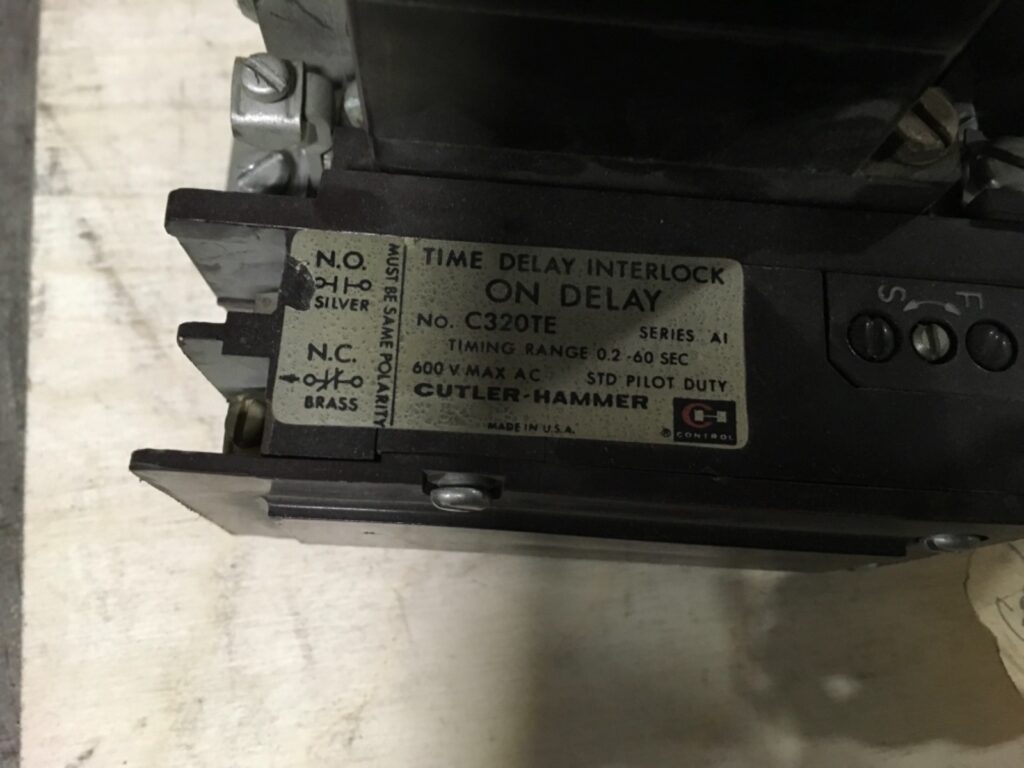 N.O.
SILVER
N.C.
BRASS
MUST BE SAME POLARITY
TIME DELAY INTERLOCK
ON DELAY
No. C320TE SERIES A1
TIMING RANGE 0.2 -60 SEC
600 V MAX AC STD PILOT DUTY
CUTLER-HAMMER
MADE IN U.S.A.
® CH CONTROL
S F